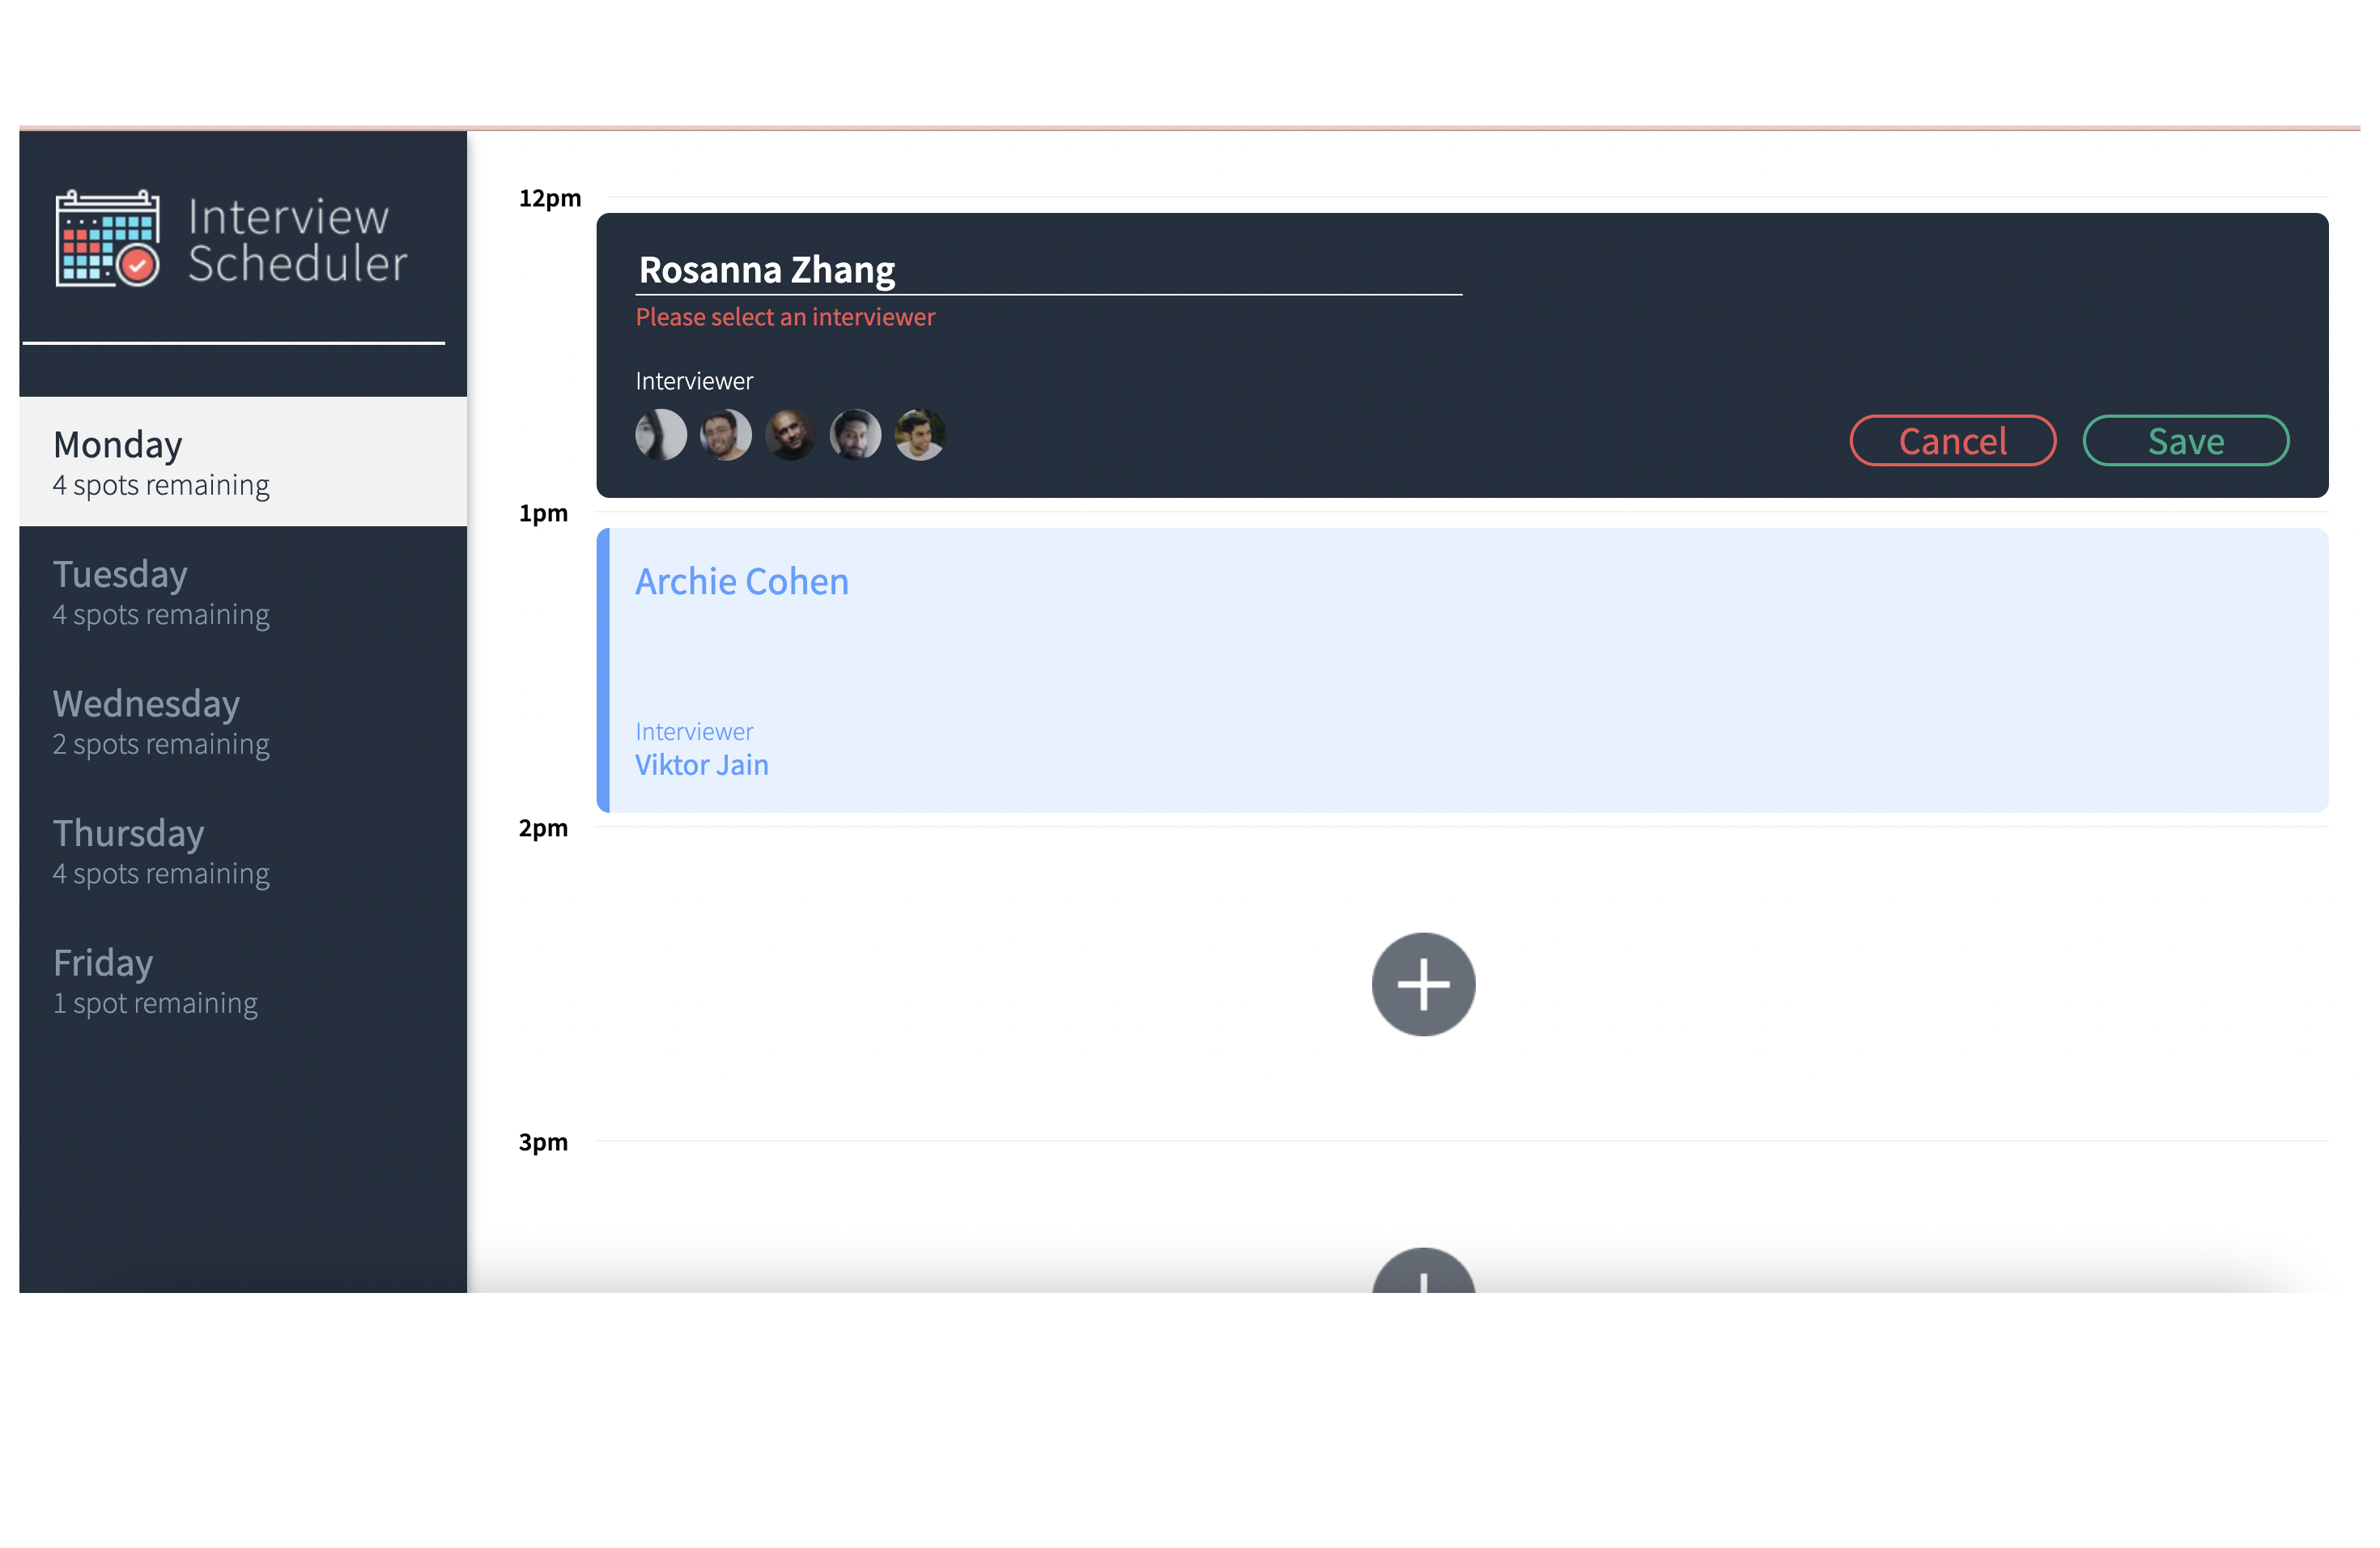 Interview
Scheduler
Monday
4 spots remaining
Tuesday
4 spots remaining
Wednesday
2 spots remaining
Thursday
4 spots remaining
Friday
1 spot remaining
12pm
Rosanna Zhang
Please select an interviewer
Interviewer
Cancel
Save
1pm
Archie Cohen
Interviewer
Viktor Jain
2pm
3pm